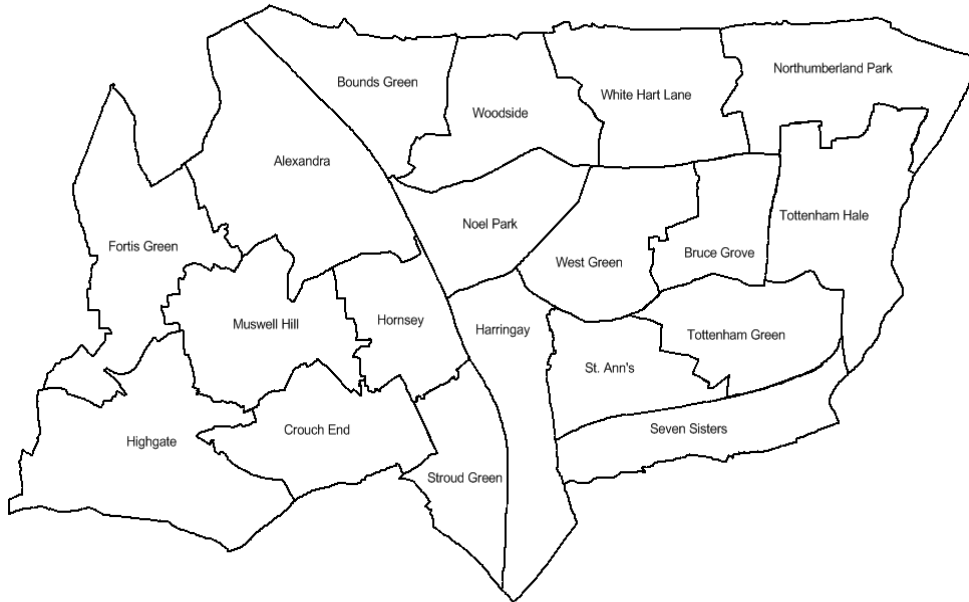 Northumberland Park
Bounds Green
White Hart Lane
Woodside
Alexandra
Tottenham Hale
Noel Park
Fortis Green
Bruce Grove
West Green
Hornsey
Muswell Hill
Harringay
Tottenham Green
St. Ann's
Crouch End
Seven Sisters
Highgate
Stroud Green